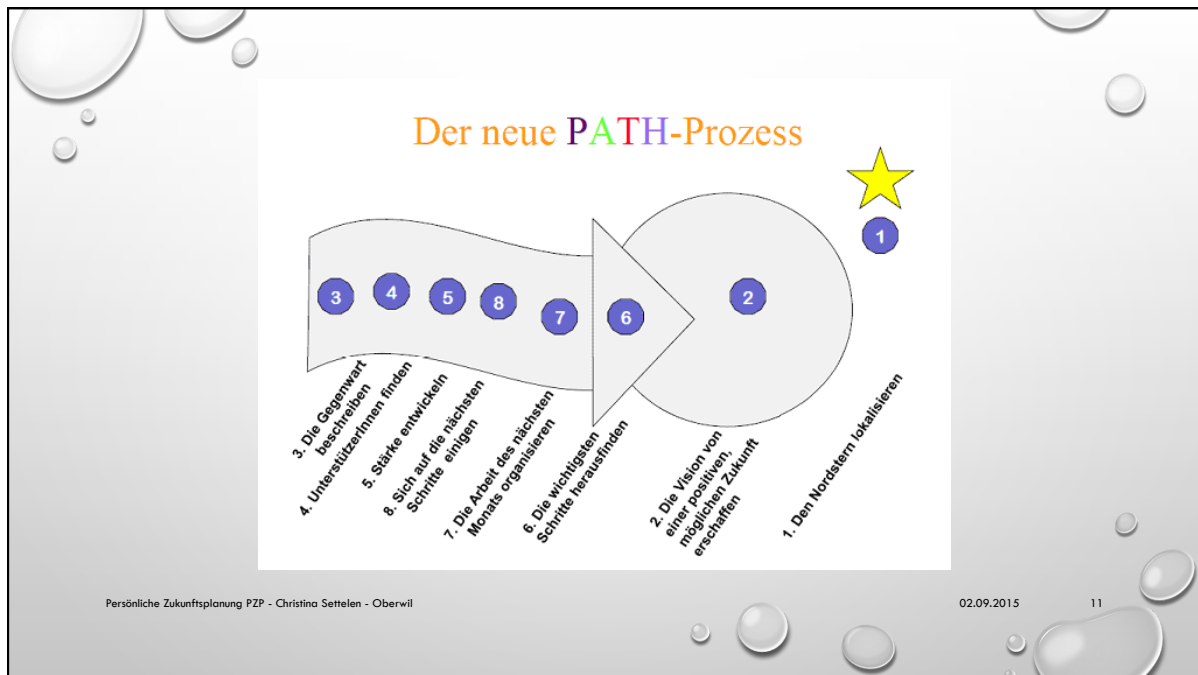 Der neue PATH-Prozess
1
3
4
5
8
7
6
2
3. Die Gegenwart
beschreiben
4. UnterstützerInnen finden
5. Stärke entwickeln
8. Sich auf die nächsten
Schritte einigen
7. Die Arbeit des nächsten
Monats organisieren
6. Die wichtigsten
Schritte herausfinden
2. Die Vision von
einer positiven,
möglichen Zukunft
erschaffen
1. Den Nordstern lokalisieren
Persönliche Zukunftsplanung PZP - Christina Settelen - Oberwil
02.09.2015
11